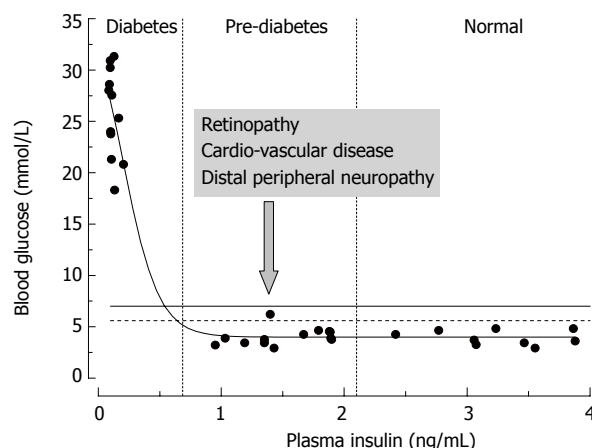 Diabetes Pre-diabetes Normal
35
30
25
20
15
10
5
0
Blood glucose (mmol/L)
Retinopathy
Cardio-vascular disease
Distal peripheral neuropathy
0 1 2 3 4
Plasma insulin (ng/mL)